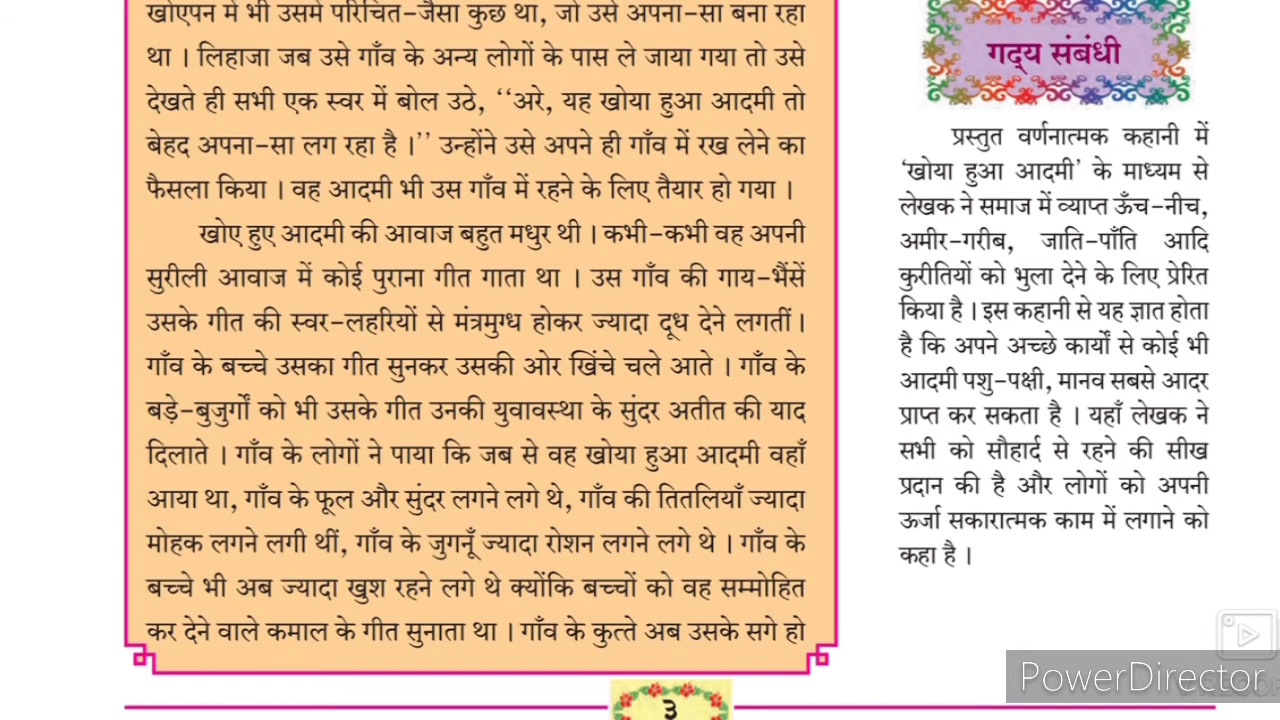 खोएपन में भी उसमें परिचित-जैसा कुछ था, जो उसे अपना-सा बना रहा
था । लिहाजा जब उसे गाँव के अन्य लोगों के पास ले जाया गया तो उसे
देखते ही सभी एक स्वर में बोल उठे, ‘‘अरे, यह खोया हुआ आदमी तो
बेहद अपना-सा लग रहा है ।’’ उन्होंने उसे अपने ही गाँव में रख लेने का
फैसला किया । वह आदमी भी उस गाँव में रहने के लिए तैयार हो गया ।
खोए हुए आदमी की आवाज बहुत मधुर थी । कभी-कभी वह अपनी
सुरीली आवाज में कोई पुराना गीत गाता था । उस गाँव की गाय-भैंसें
उसके गीत की स्वर-लहरियों से मंत्रमुग्ध होकर ज्यादा दूध देने लगतीं ।
गाँव के बच्चे उसका गीत सुनकर उसकी ओर खिंचे चले आते । गाँव के
बड़े-बुजुर्गों को भी उसके गीत उनकी युवावस्था के सुंदर अतीत की याद
दिलाते । गाँव के लोगों ने पाया कि जब से वह खोया हुआ आदमी वहाँ
आया था, गाँव के फूल और सुंदर लगने लगे थे, गाँव की तितलियाँ ज्यादा
मोहक लगने लगी थीं, गाँव के जुगनूँ ज्यादा रोशन लगने लगे थे । गाँव के
बच्चे भी अब ज्यादा खुश रहने लगे थे क्योंकि बच्चों को वह सम्मोहित
कर देने वाले कमाल के गीत सुनाता था । गाँव के कुत्ते अब उसके सगे हो
गद्य संबंधी
प्रस्तुत वर्णनात्मक कहानी में
‘खोया हुआ आदमी’ के माध्यम से
लेखक ने समाज में व्याप्त ऊँच-नीच,
अमीर-गरीब, जाति-पाँति आदि
कुरीतियों को भुला देने के लिए प्रेरित
किया है । इस कहानी से यह ज्ञात होता
है कि अपने अच्छे कार्यों से कोई भी
आदमी पशु-पक्षी, मानव सबसे आदर
प्राप्त कर सकता है । यहाँ लेखक ने
सभी को सौहार्द से रहने की सीख
प्रदान की है और लोगों को अपनी
ऊर्जा सकारात्मक काम में लगाने को
कहा है ।
PowerDirector
३